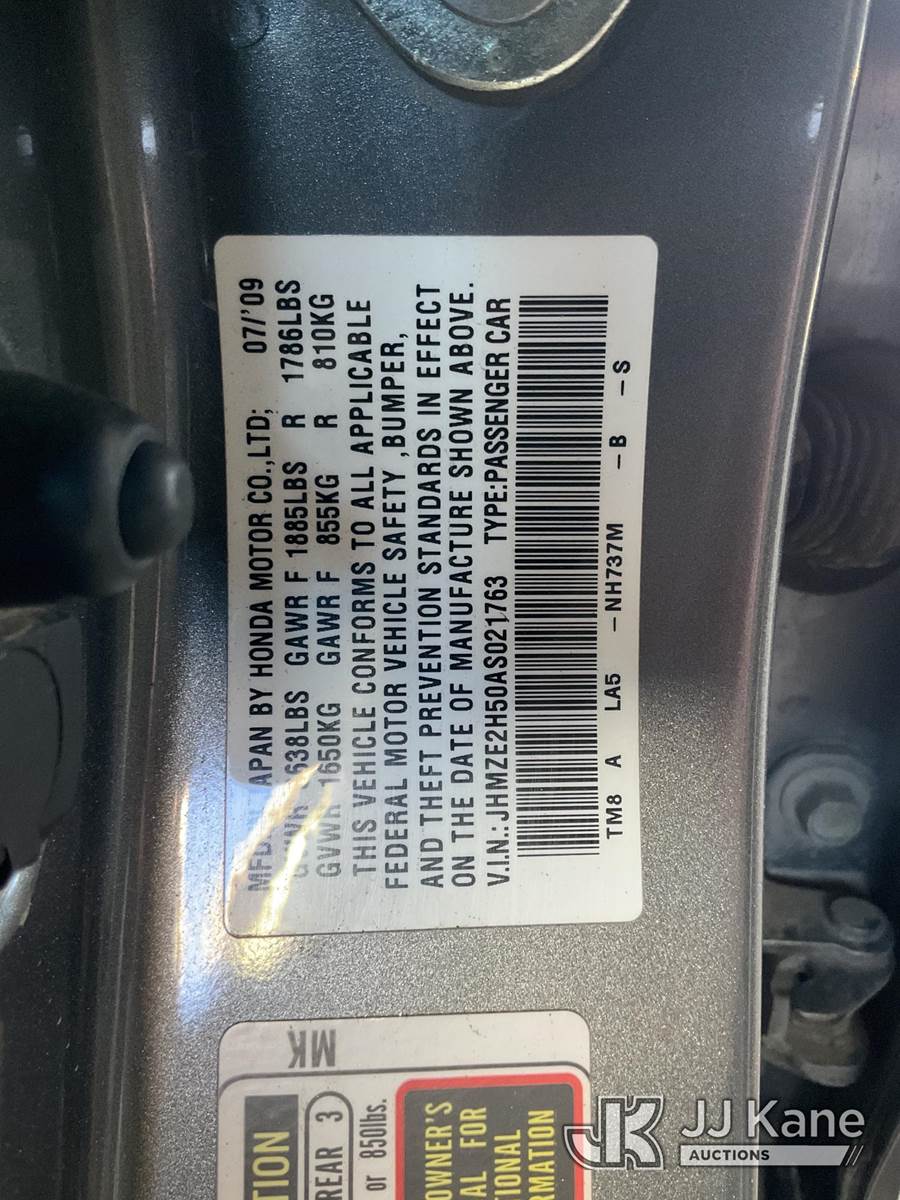 APAN BY HONDA MOTOR CO.,LTD; 07/'09
638LBS GAWR F 1885LBS R 1786LBS
GVWR 1650KG GAWR F 855KG R 810KG
THIS VEHICLE CONFORMS TO ALL APPLICABLE
FEDERAL MOTOR VEHICLE SAFETY ,BUMPER,
AND THEFT PREVENTION STANDARDS IN EFFECT
ON THE DATE OF MANUFACTURE SHOWN ABOVE.
V.I.N.:JHMZE2H50AS021763 TYPE:PASSENGER CAR
TM8 A LA5 -NH737M -B -S
MK
TION
REAR 3
or 850lbs.
OWNER'S
AL FOR
TIONAL
RMATION
JK JJ Kane
AUCTIONS